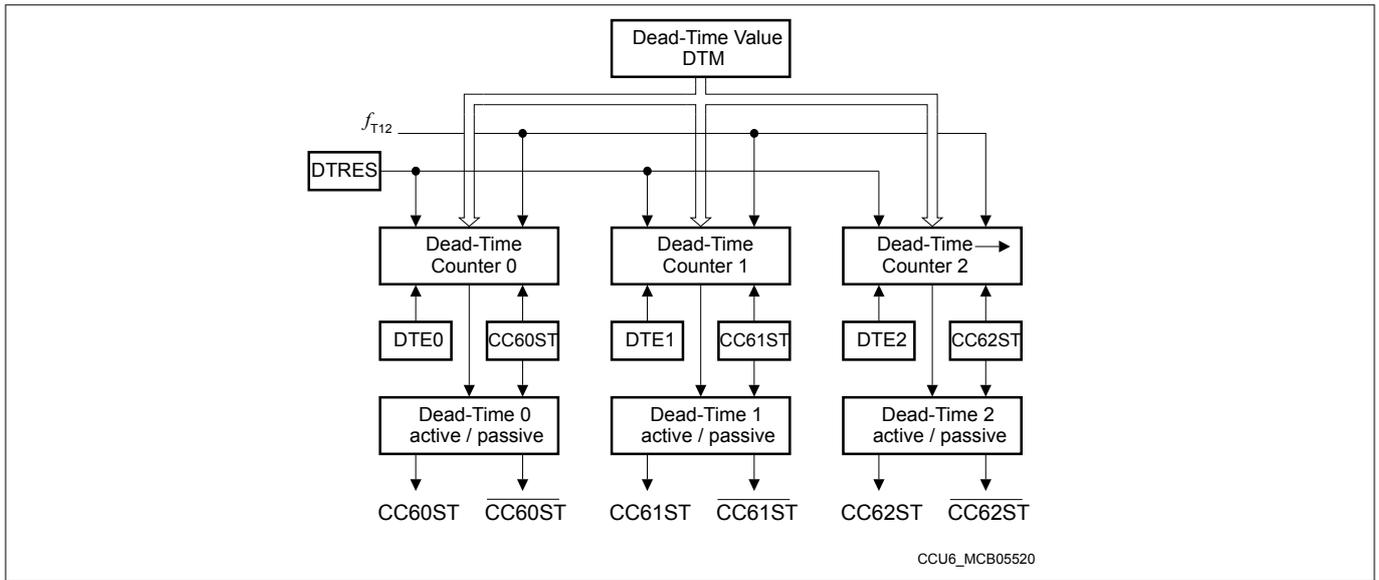 Dead-Time Value
DTM
fT12
DTRES
Dead-Time
Counter 0
Dead-Time
Counter 1
Dead-Time
Counter 2
DTE0
CC60ST
DTE1
CC61ST
DTE2
CC62ST
Dead-Time 0
active / passive
Dead-Time 1
active / passive
Dead-Time 2
active / passive
CC60ST
CC60ST
CC61ST
CC61ST
CC62ST
CC62ST
CCU6_MCB05520